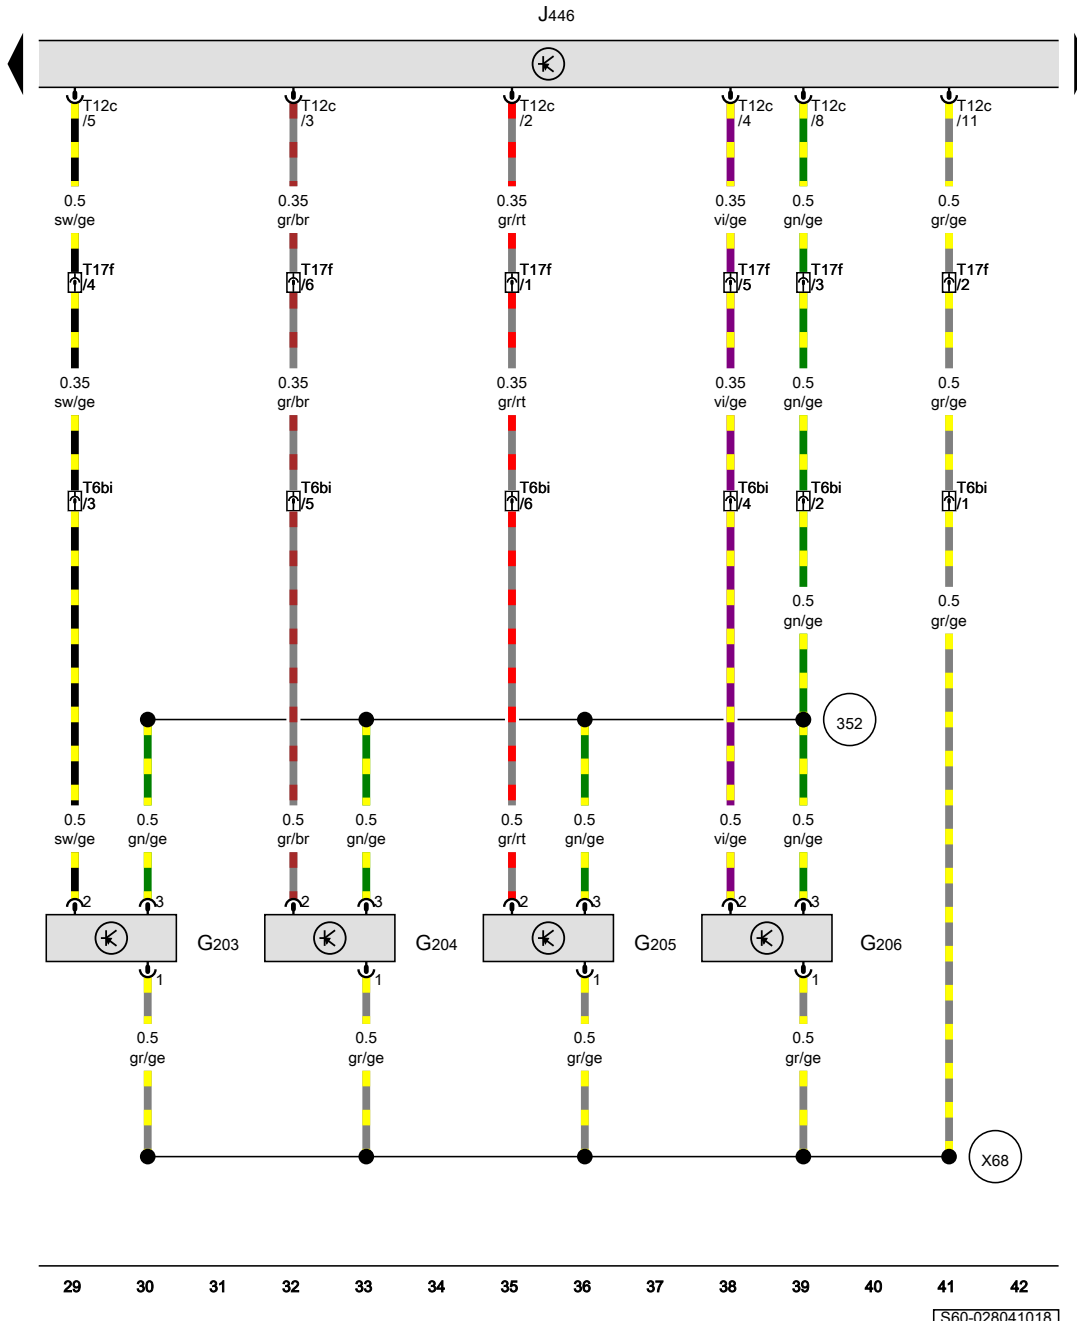 J446
T12c T12c T12c T12c T12c T12c
/5 /3 /2 /4 /8 /11
0.5 0.35 0.35 0.35 0.5 0.5
sw/ge gr/br gr/rt vi/ge gn/ge gr/ge
T17f T17f T17f T17f T17f T17f
/4 /6 /1 /5 /3 /2
0.35 0.35 0.35 0.35 0.5 0.5
sw/ge gr/br gr/rt vi/ge gn/ge gr/ge
T6bi T6bi T6bi T6bi T6bi T6bi
/3 /5 /6 /4 /2 /1
0.5 0.5
gn/ge gr/ge
352
0.5 0.5 0.5 0.5 0.5 0.5 0.5 0.5
sw/ge gn/ge gr/br gn/ge gr/rt gn/ge vi/ge gn/ge
2 3 2 3 2 3 2 3
G203 G204 G205 G206
1 1 1 1
0.5 0.5 0.5 0.5
gr/ge gr/ge gr/ge gr/ge
X68
29 30 31 32 33 34 35 36 37 38 39 40 41 42
S60-028041018